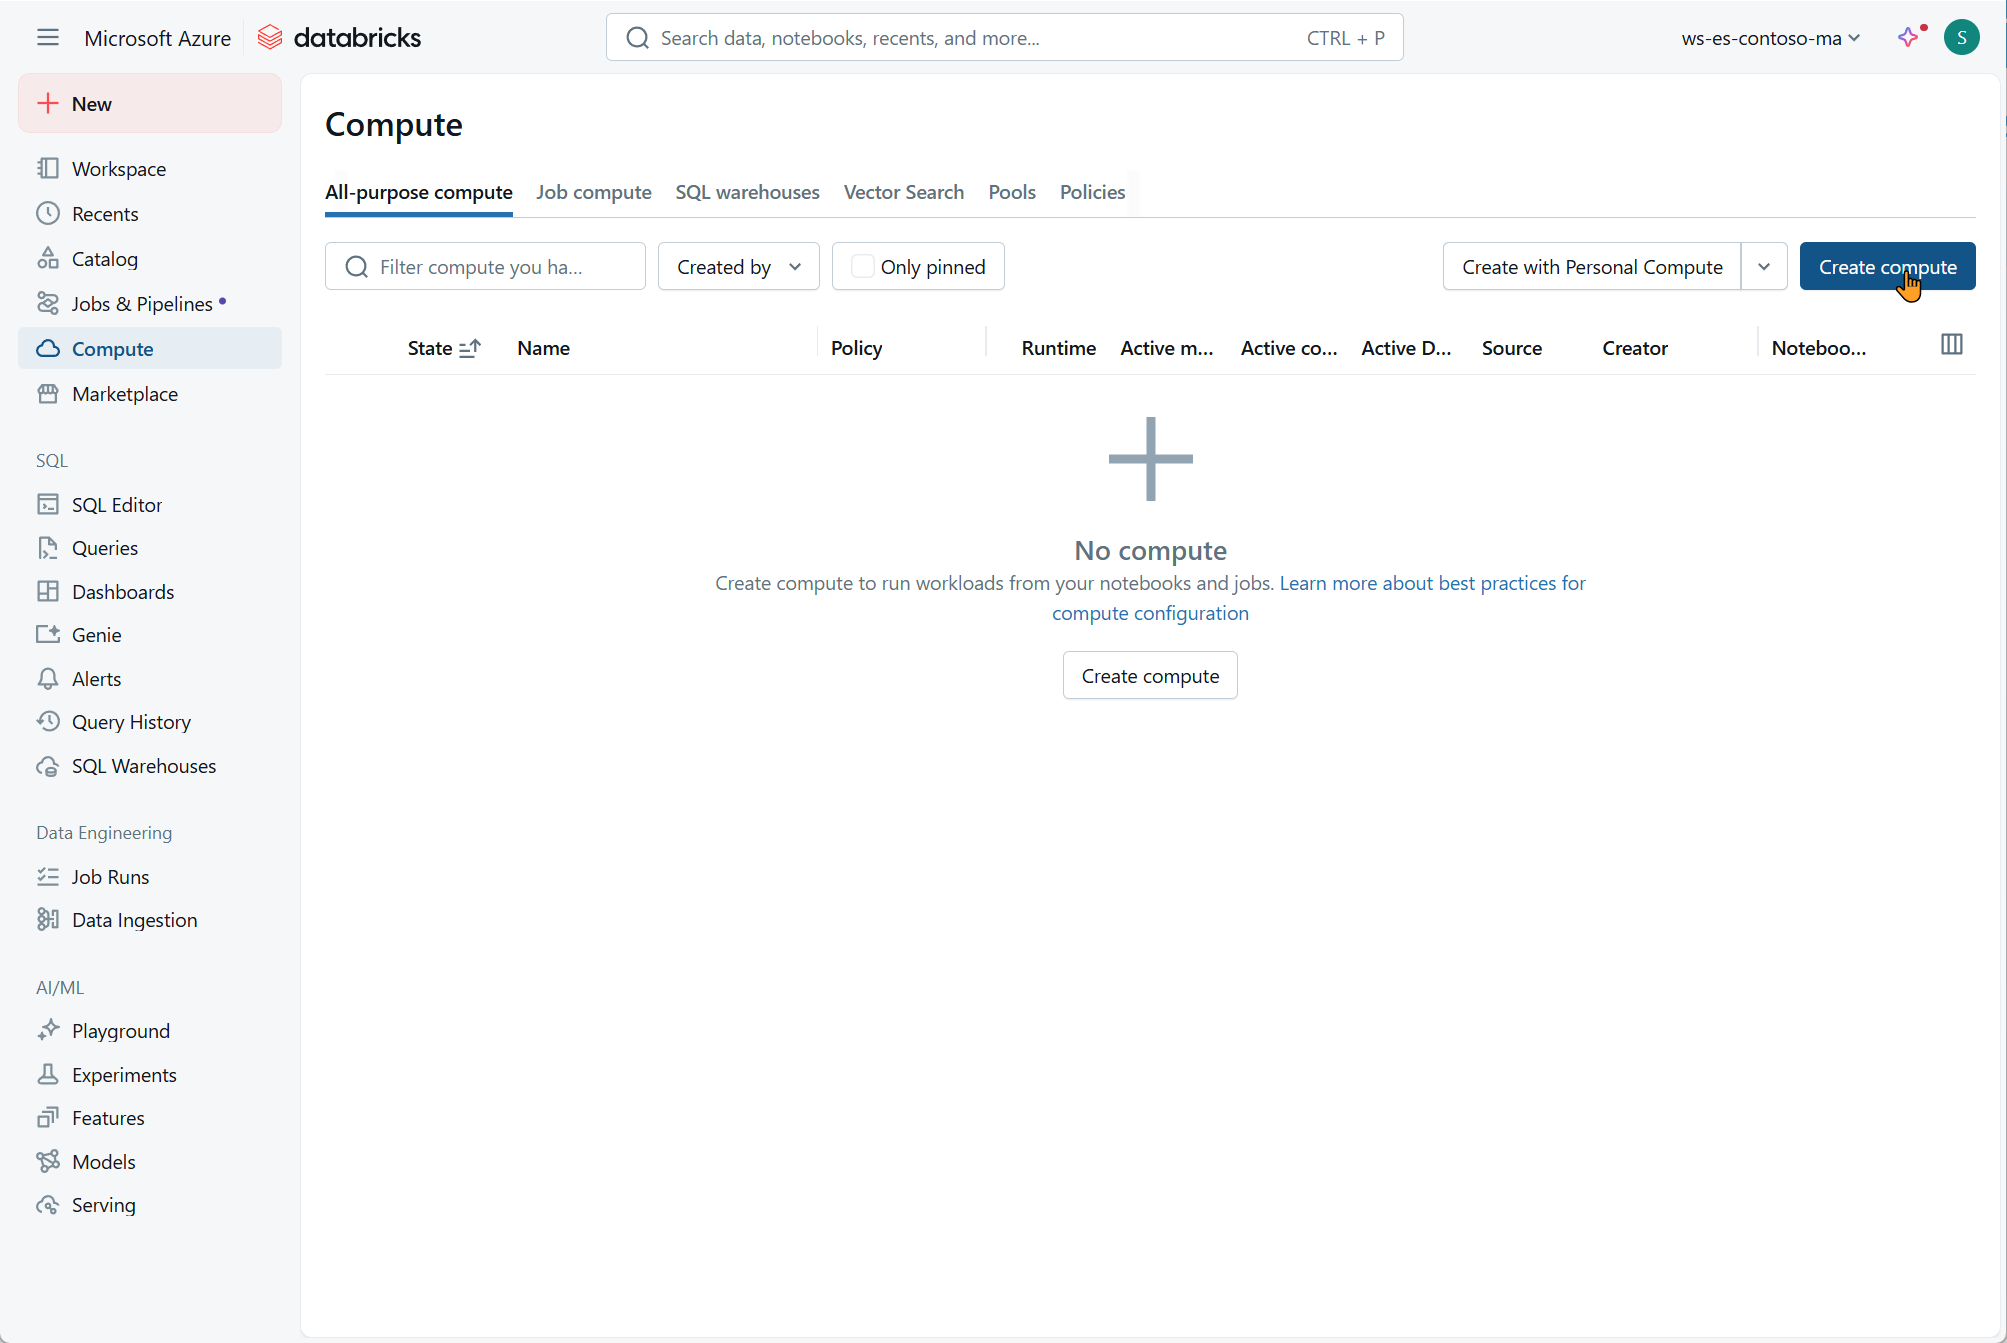 Microsoft Azure databricks
Search data, notebooks, recents, and more... CTRL + P
ws-es-contoso-ma
S
New
Workspace
Recents
Catalog
Jobs & Pipelines
Compute
Marketplace
SQL
SQL Editor
Queries
Dashboards
Genie
Alerts
Query History
SQL Warehouses
Data Engineering
Job Runs
Data Ingestion
AI/ML
Playground
Experiments
Features
Models
Serving
Compute
All-purpose compute Job compute SQL warehouses Vector Search Pools Policies
Filter compute you ha... Created by Only pinned Create with Personal Compute Create compute
State Name Policy Runtime Active m... Active co... Active D... Source Creator Noteboo...
No compute
Create compute to run workloads from your notebooks and jobs. Learn more about best practices for
compute configuration
Create compute